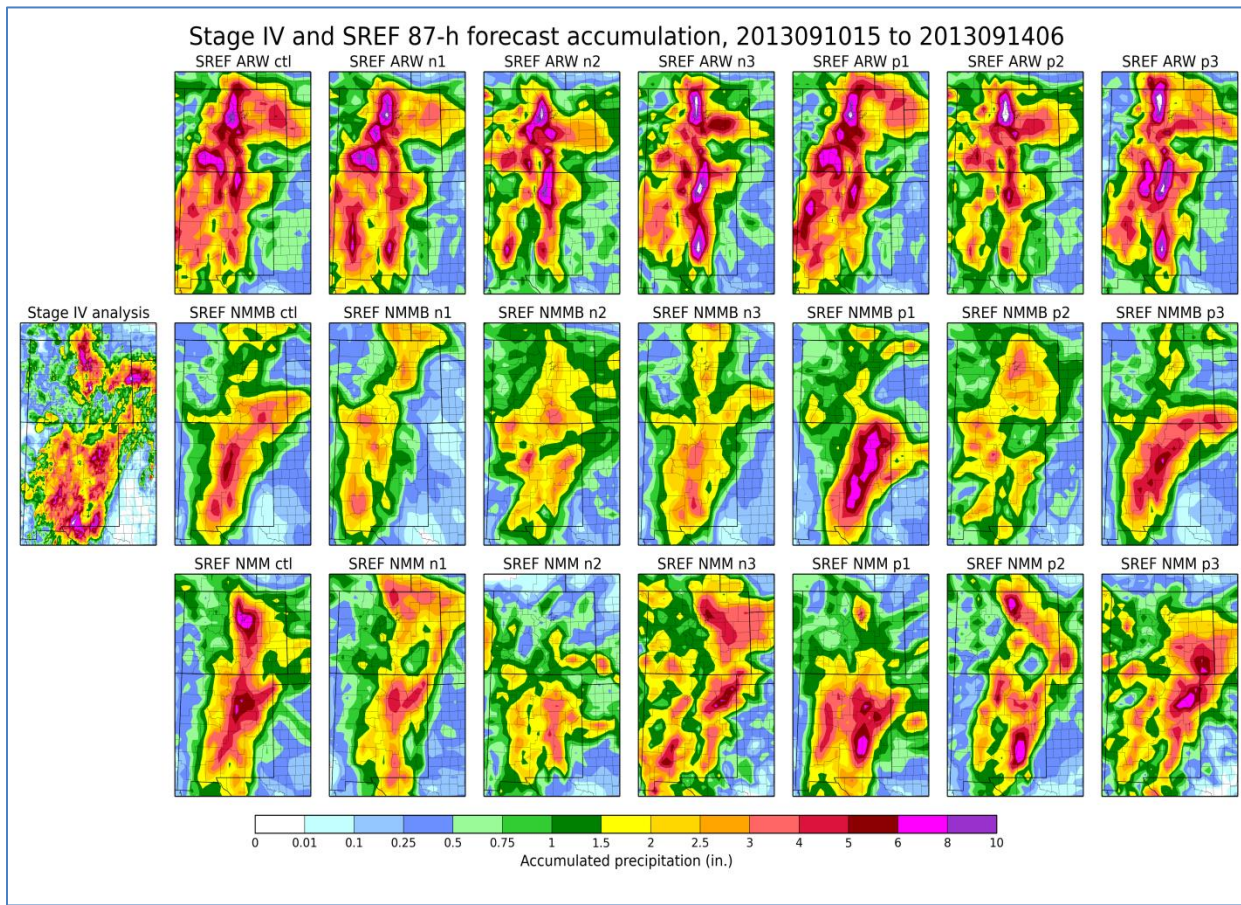 Stage IV and SREF 87-h forecast accumulation, 2013091015 to 2013091406
SREF ARW ctl SREF ARW n1 SREF ARW n2 SREF ARW n3 SREF ARW p1 SREF ARW p2 SREF ARW p3
Stage IV analysis SREF NMMB ctl SREF NMMB n1 SREF NMMB n2 SREF NMMB n3 SREF NMMB p1 SREF NMMB p2 SREF NMMB p3
SREF NMM ctl SREF NMM n1 SREF NMM n2 SREF NMM n3 SREF NMM p1 SREF NMM p2 SREF NMM p3
0 0.01 0.1 0.25 0.5 0.75 1 1.5 2 2.5 3 4 5 6 8 10
Accumulated precipitation (in.)